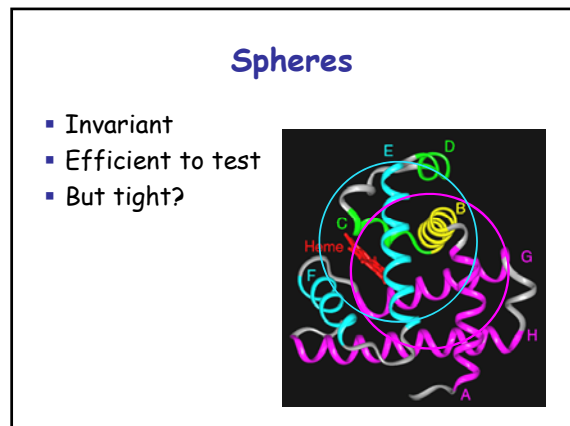 Spheres
▪ Invariant
▪ Efficient to test
▪ But tight?
E
D
C
B
Heme
G
F
H
A